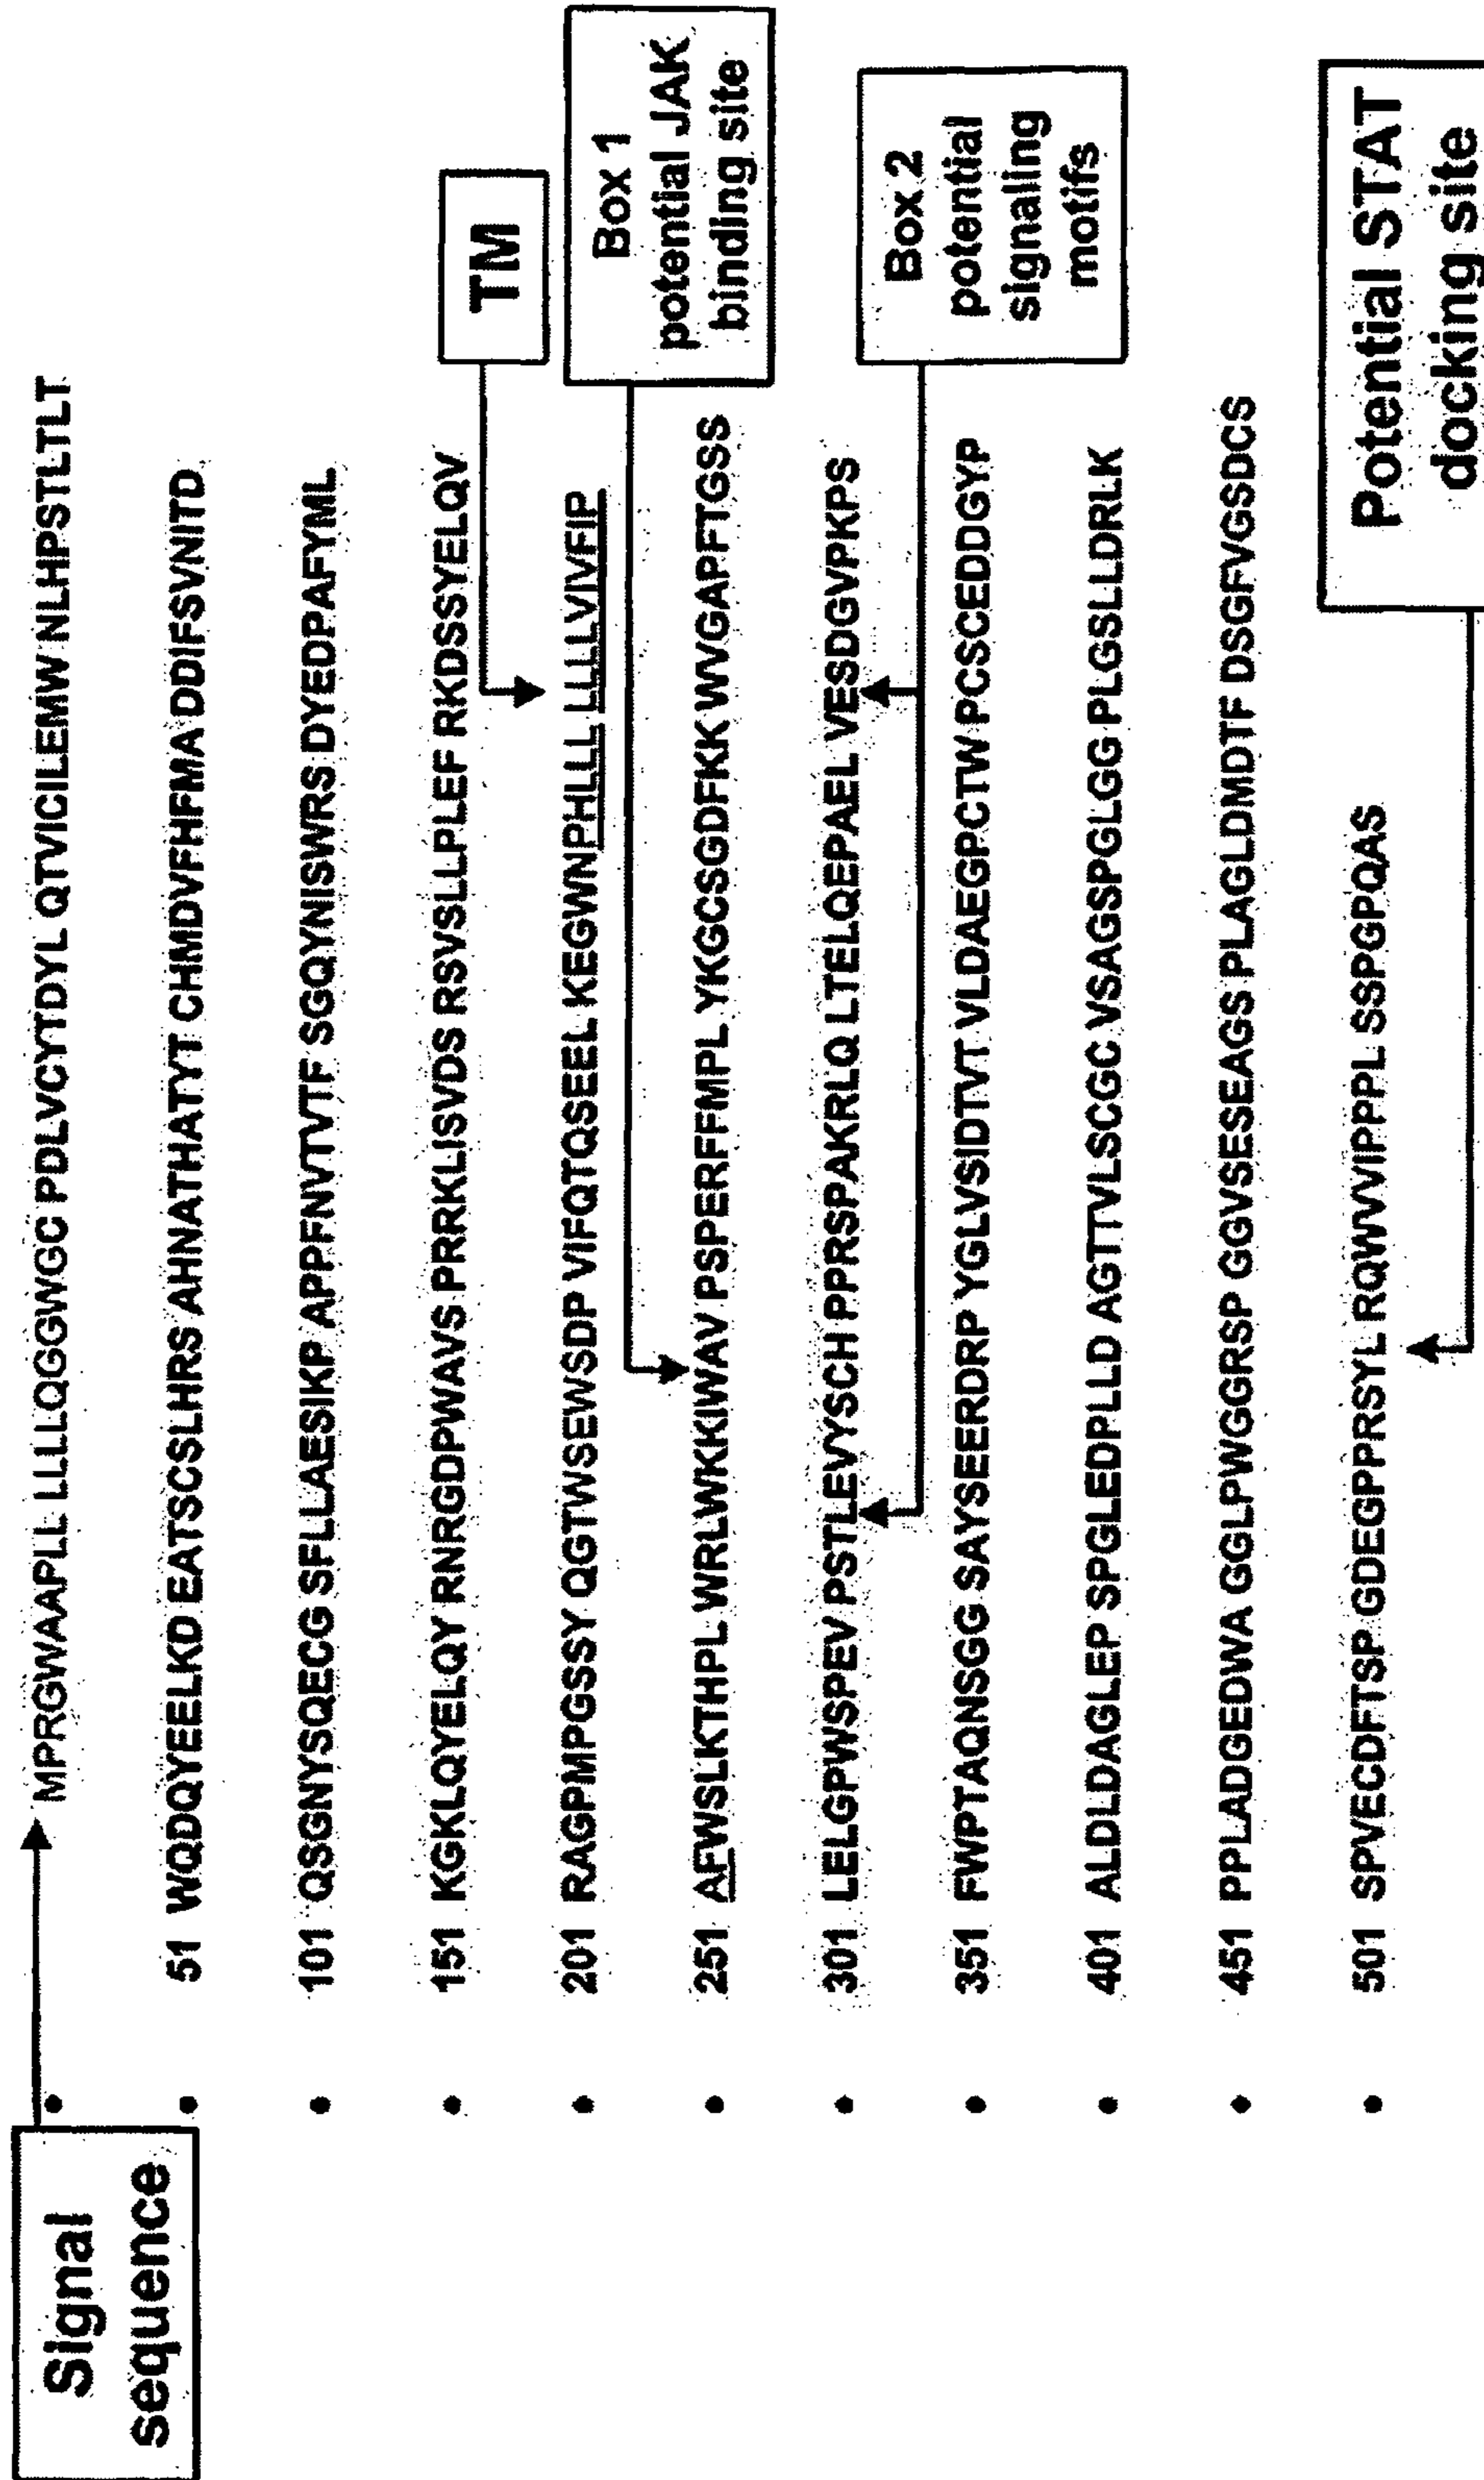 Signal
sequence
MPRGWAAPLL LLLLQGGWGC PDLVCYTDYL QTVICILEMW NLHPSTLTLT
51 WQDQYEELKD EATSCSLHRS AHNATHATYT CHMDVFHFMA DDIFSVNITD
101 QSGNYSQECG SFLLAESIKP APPFNVTVTF SGQYNISWRS DYEDPAFYML
151 KGKLQYELQY RNRGDPWAVS PRRKLISVDS RSVSLLPLEF RKDSSYELQV
TM
201 RAGPMPGSSY QGTWSEWSDP VIFQTQSEEL KEGWNPHLLL LLLLVIVFIP
Box 1
potential JAK
binding site
251 AFWSLKTHPL WRLWKKIWAV PSPERFFMPL YKGCSGDFKK WVGAPFTGSS
301 LELGPWSPEV PSTLEVYSCH PPRSPAKRLQ LTELQEPAEL VESDGVPKPS
Box 2
potential
signaling
motifs
351 FWPTAQNSGG SAYSEERDRP YGLVSIDTVT VLDAEGPCTW PCSCEDDGYP
401 ALDLDAGLEP SPGLEDPLLD AGTTVLSCGC VSAGSPGLGG PLGSLLDRLK
451 PPLADGEDWA GGLPWGGRSP GGVSESEAGS PLAGLDMDTF DSGFVGSDCS
501 SPVECDFTSP GDEGPPRSYL RQWVVIPPPL SSPGPQAS
Potential STAT
docking site